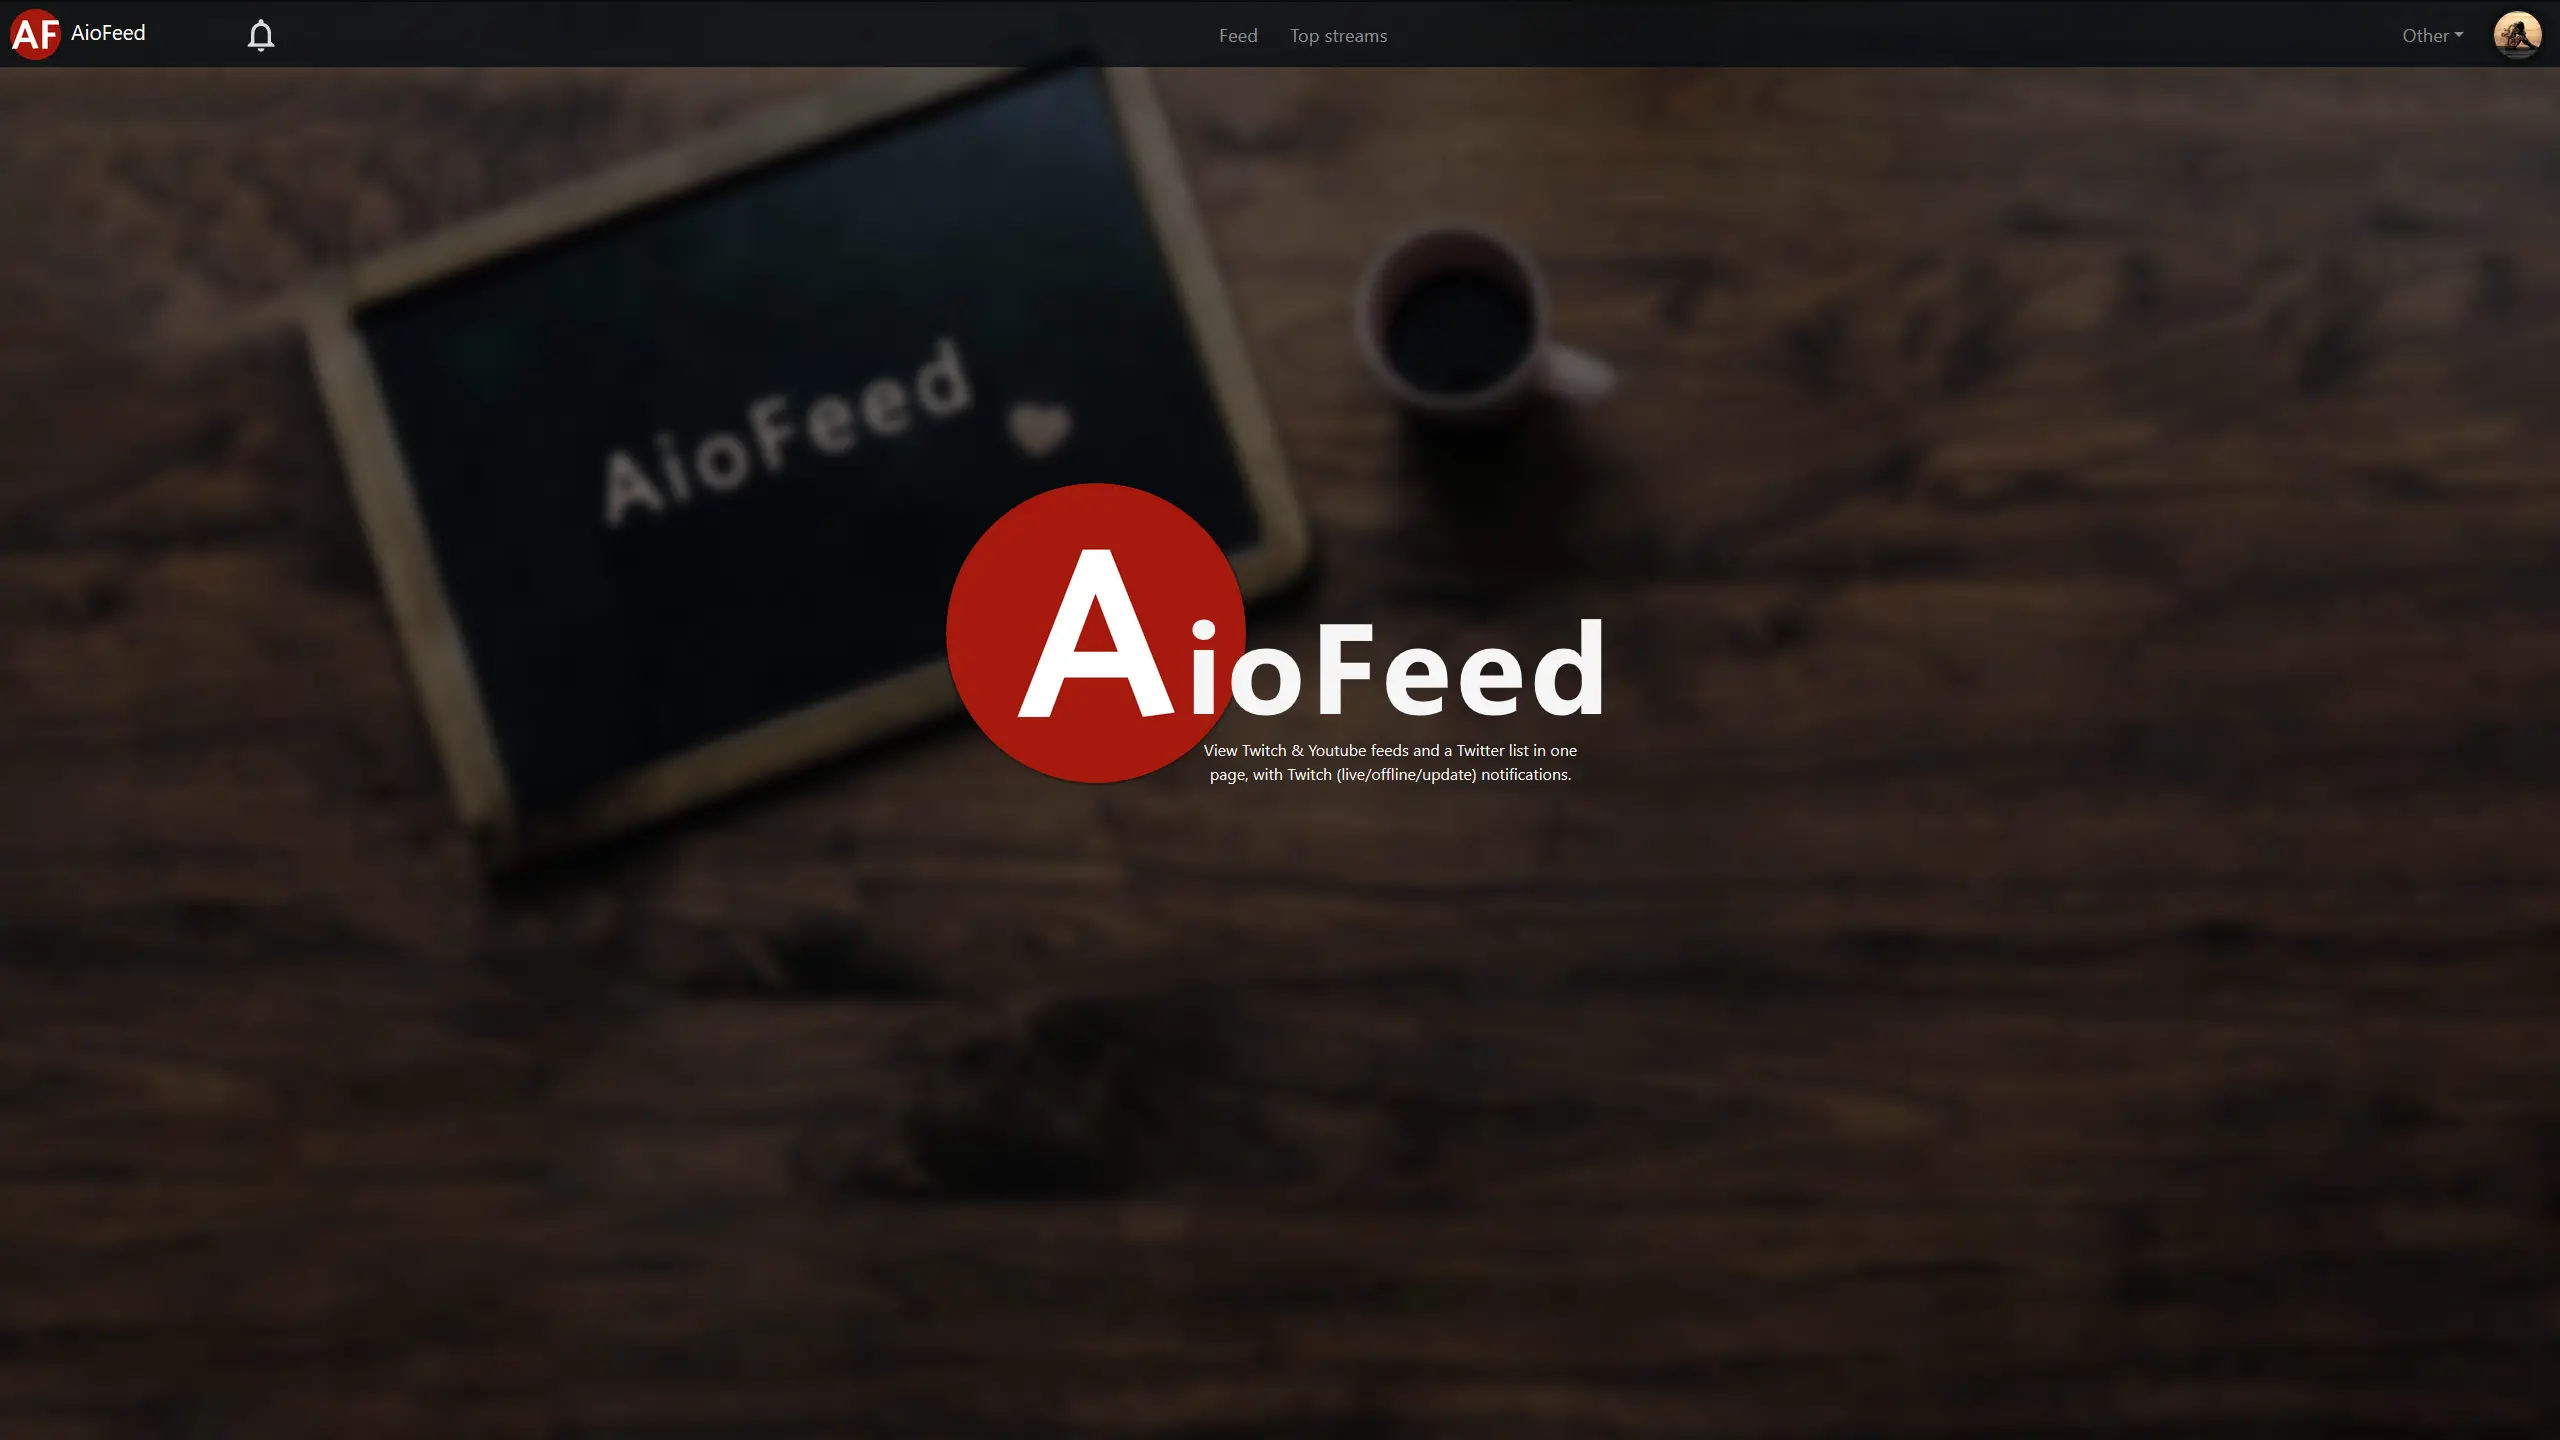 AF AioFeed
Feed
Top streams
Other
AioFeed
AioFeed
View Twitch & Youtube feeds and a Twitter list in one
page, with Twitch (live/offline/update) notifications.